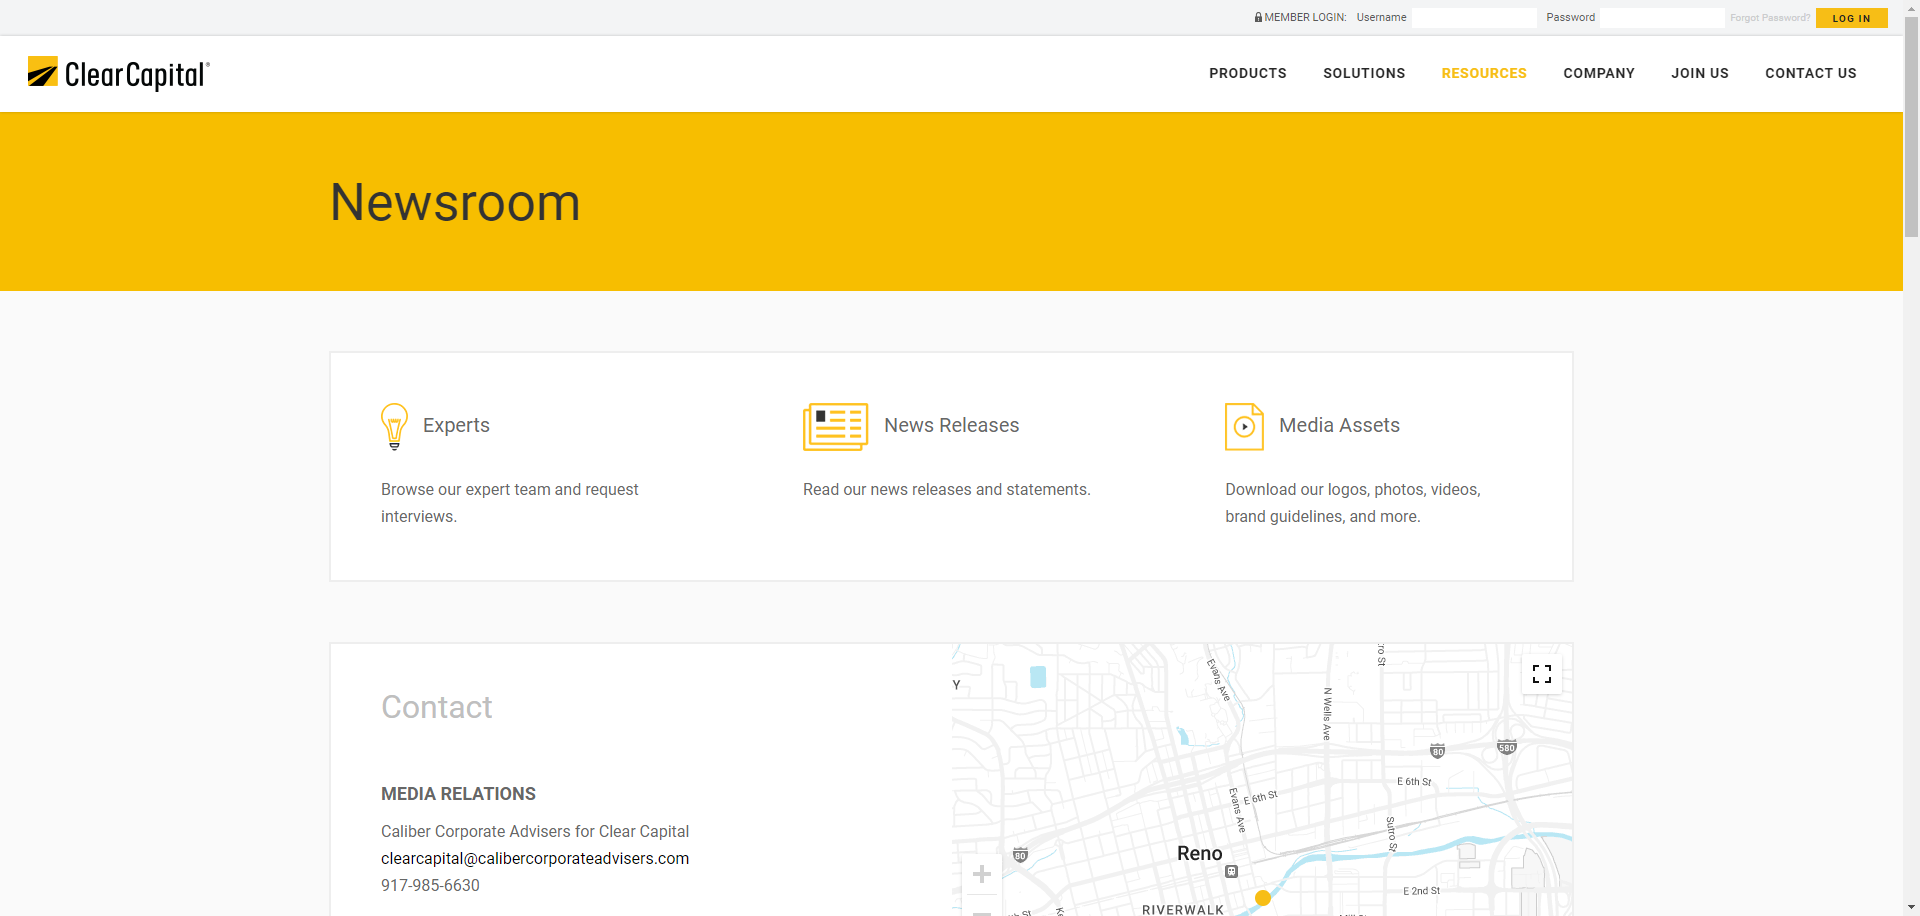 MEMBER LOGIN: Username Password Forgot Password? LOG IN
ClearCapital®
PRODUCTS SOLUTIONS RESOURCES COMPANY JOIN US CONTACT US
Newsroom
Experts
Browse our expert team and request
interviews.
News Releases
Read our news releases and statements.
Media Assets
Download our logos, photos, videos,
brand guidelines, and more.
Contact
MEDIA RELATIONS
Caliber Corporate Advisers for Clear Capital
clearcapital@calibercorporateadvisers.com
917-985-6630
Y
Evans Ave
N Wells Ave
tro St
80
580
E 6th St
E 6th St
Evans Ave
Sutro St
80
Reno
E 2nd St
RIVERWALK